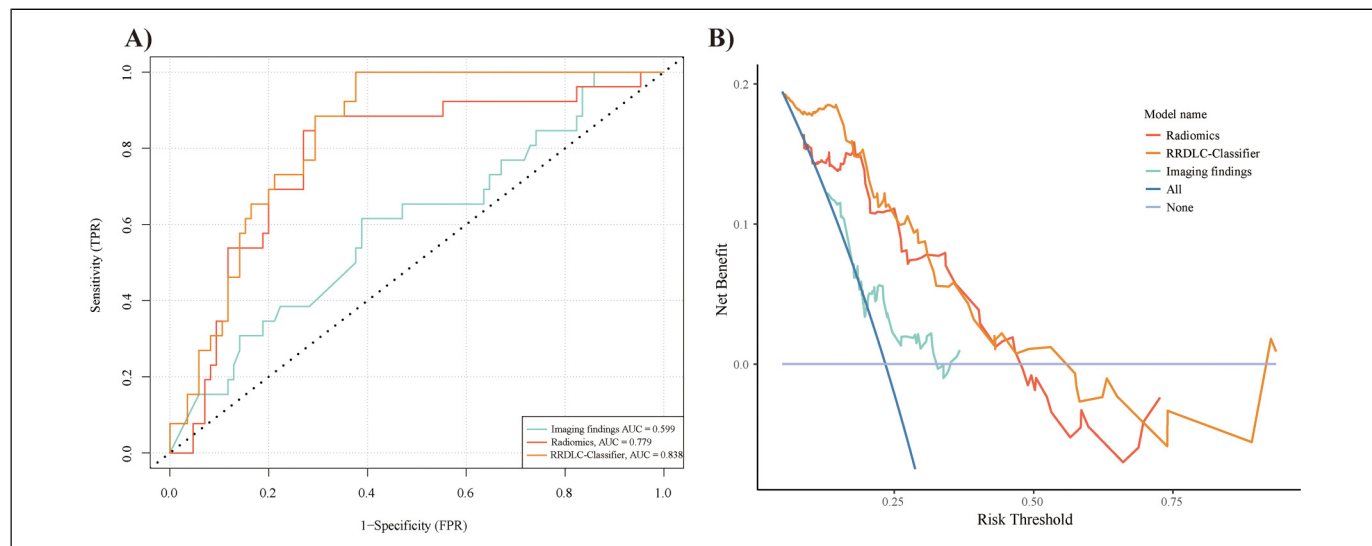 A)
1.0
0.8
0.6
0.4
0.2
0.0
Sensitivity (TPR)
0.0 0.2 0.4 0.6 0.8 1.0
1−Specificity (FPR)
Imaging findings AUC = 0.599
Radiomics, AUC = 0.779
RRDLC-Classifier, AUC = 0.838
B)
0.2
0.1
0.0
Net Benefit
0.25 0.50 0.75
Risk Threshold
Model name
Radiomics
RRDLC-Classifier
Imaging findings
All
None